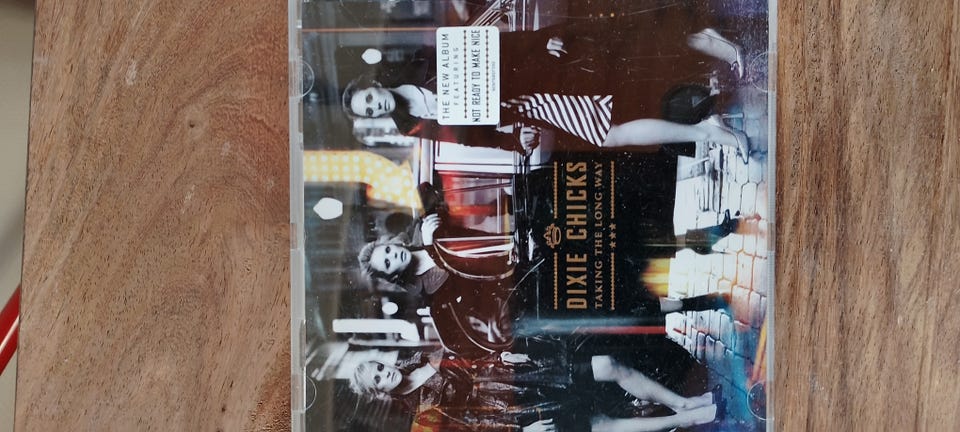 THE NEW ALBUM
FEATURING
NOT READY TO MAKE NICE
DIXIE CHICKS
TAKING THE LONG WAY